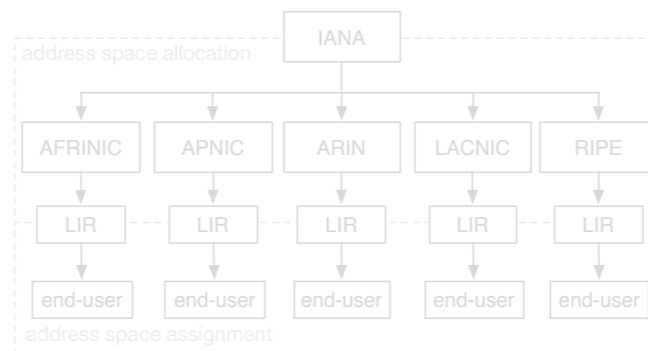 IANA
address space allocation
AFRINIC APNIC ARIN LACNIC RIPE
LIR LIR LIR LIR LIR
end-user end-user end-user end-user end-user
address space assignment